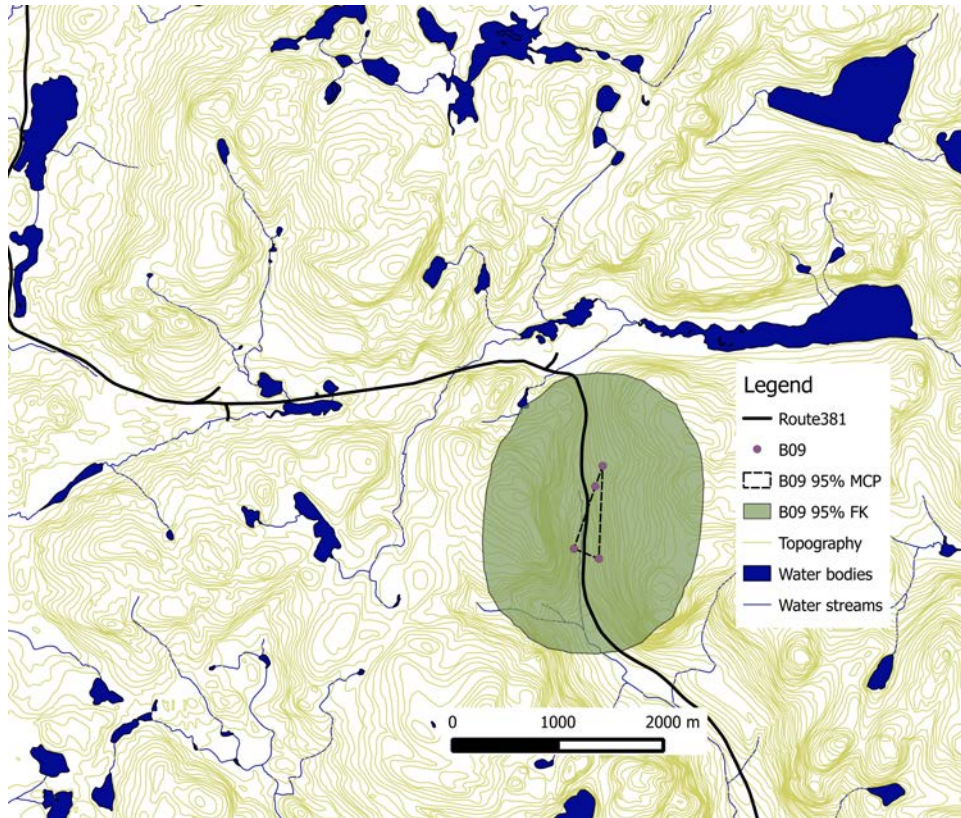 Legend
Route381
B09
B09 95% MCP
B09 95% FK
Topography
Water bodies
Water streams
0 1000 2000 m